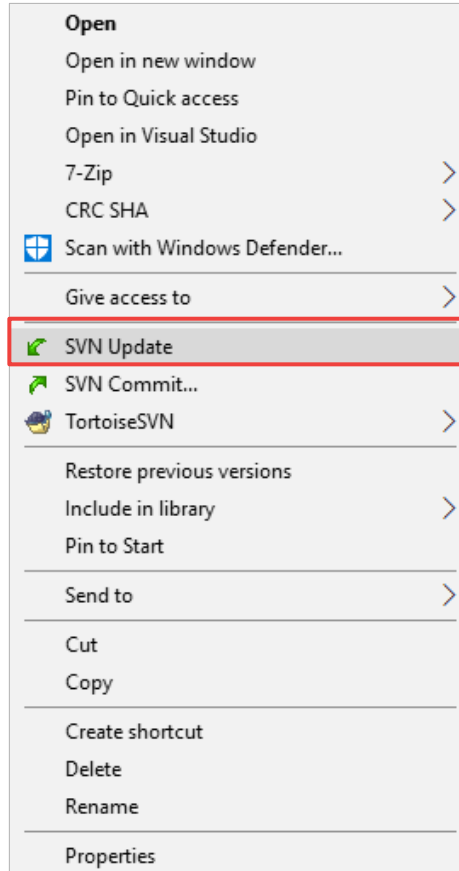 Open
Open in new window
Pin to Quick access
Open in Visual Studio
7-Zip
CRC SHA
Scan with Windows Defender...
Give access to
SVN Update
SVN Commit...
TortoiseSVN
Restore previous versions
Include in library
Pin to Start
Send to
Cut
Copy
Create shortcut
Delete
Rename
Properties